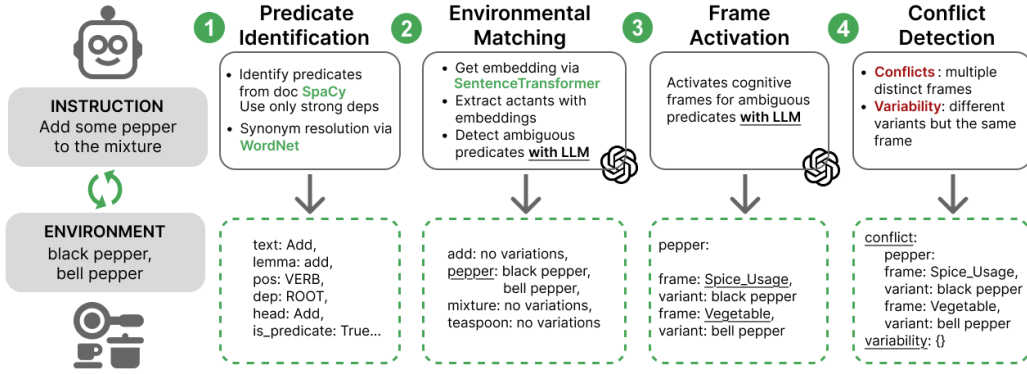 INSTRUCTION
Add some pepper
to the mixture
ENVIRONMENT
black pepper,
bell pepper
1
Predicate
Identification
• Identify predicates
from doc SpaCy
Use only strong deps
• Synonym resolution via
WordNet
text: Add,
lemma: add,
pos: VERB,
dep: ROOT,
head: Add,
is_predicate: True...
2
Environmental
Matching
• Get embedding via
SentenceTransformer
• Extract actants with
embeddings
• Detect ambiguous
predicates with LLM
add: no variations,
pepper: black pepper,
bell pepper,
mixture: no variations,
teaspoon: no variations
3
Frame
Activation
Activates cognitive
frames for ambiguous
predicates with LLM
pepper:
frame: Spice_Usage,
variant: black pepper
frame: Vegetable,
variant: bell pepper
4
Conflict
Detection
• Conflicts : multiple
distinct frames
• Variability: different
variants but the same
frame
conflict:
pepper:
frame: Spice_Usage,
variant: black pepper
frame: Vegetable,
variant: bell pepper
variability: {}